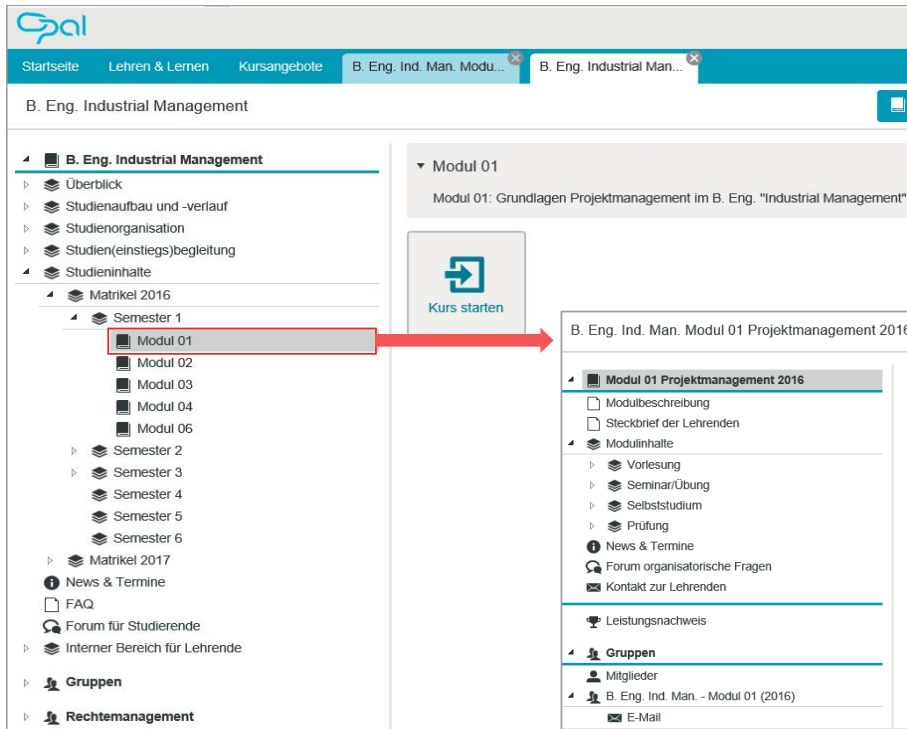 Opal
Startseite Lehren & Lernen Kursangebote B. Eng. Ind. Man. Modu... B. Eng. Industrial Man...
B. Eng. Industrial Management
B. Eng. Industrial Management
Überblick
Studienaufbau und -verlauf
Studienorganisation
Studien(einstiegs)begleitung
Studieninhalte
Matrikel 2016
Semester 1
Modul 01
Modul 02
Modul 03
Modul 04
Modul 06
Semester 2
Semester 3
Semester 4
Semester 5
Semester 6
Matrikel 2017
News & Termine
FAQ
Forum für Studierende
Interner Bereich für Lehrende
Gruppen
Rechtemanagement
Modul 01
Modul 01: Grundlagen Projektmanagement im B. Eng. "Industrial Management"
Kurs starten
B. Eng. Ind. Man. Modul 01 Projektmanagement 2016
Modul 01 Projektmanagement 2016
Modulbeschreibung
Steckbrief der Lehrenden
Modulinhalte
Vorlesung
Seminar/Übung
Selbststudium
Prüfung
News & Termine
Forum organisatorische Fragen
Kontakt zur Lehrenden
Leistungsnachweis
Gruppen
Mitglieder
B. Eng. Ind. Man. - Modul 01 (2016)
E-Mail